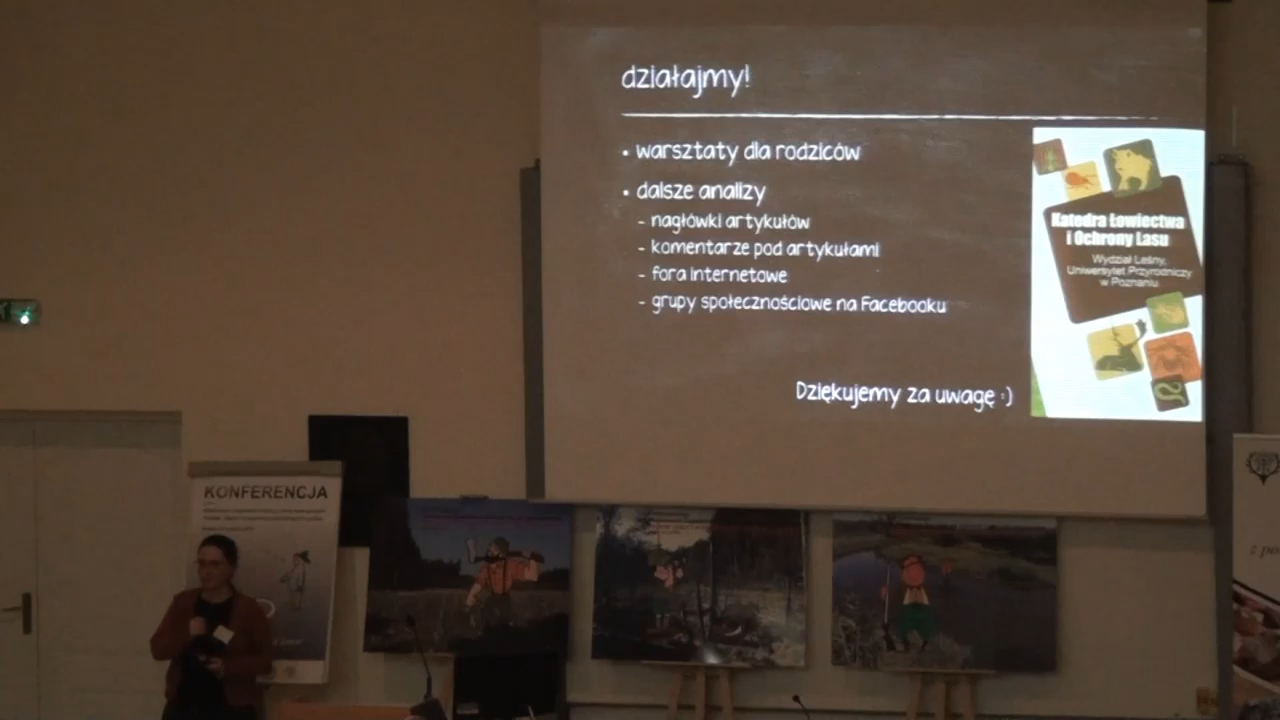 działajmy!
• warsztaty dla rodziców
• dalsze analizy
- nagłówki artykułów
- komentarze pod artykułami
- fora internetowe
- grupy społecznościowe na Facebooku
Dziękujemy za uwagę :)
Katedra Łowiectwa
i Ochrony Lasu
Wydział Leśny,
Uniwersytet Przyrodniczy
w Poznaniu
KONFERENCJA